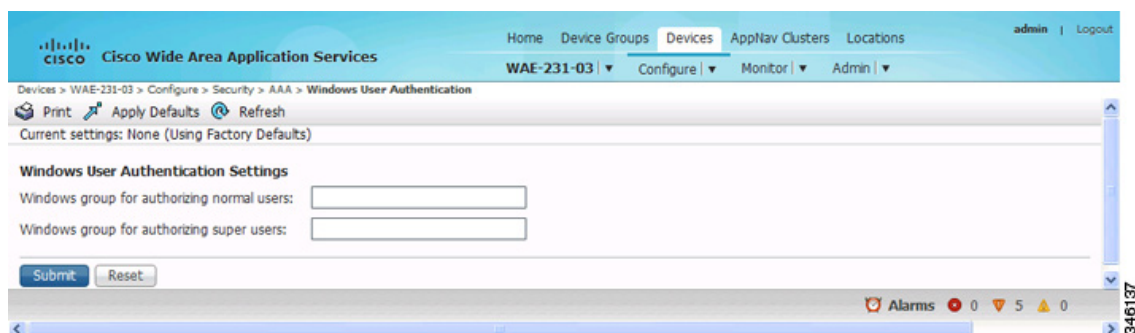 Home Device Groups Devices AppNav Clusters Locations
admin | Logout
cisco Cisco Wide Area Application Services
WAE-231-03 | Configure | Monitor | Admin |
Devices > WAE-231-03 > Configure > Security > AAA > Windows User Authentication
Print Apply Defaults Refresh
Current settings: None (Using Factory Defaults)
Windows User Authentication Settings
Windows group for authorizing normal users:
Windows group for authorizing super users:
Submit Reset
Alarms 0 5 0
346137